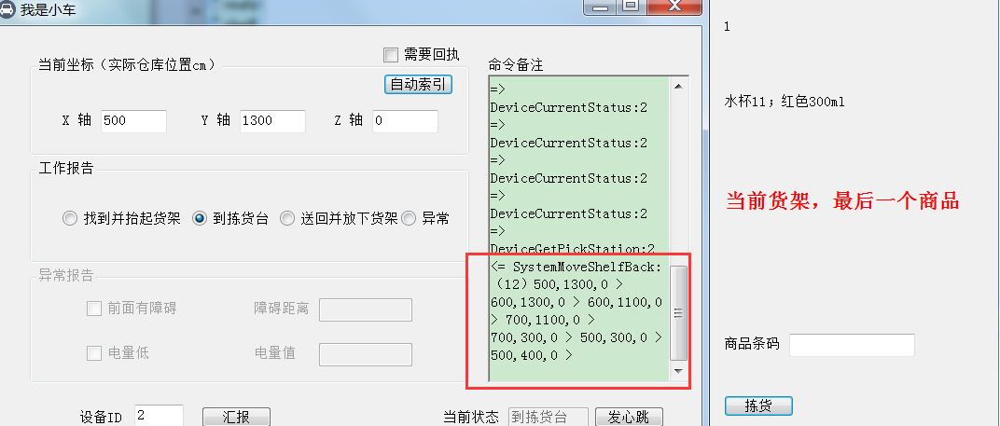 我是小车
需要回执
当前坐标（实际仓库位置cm）
自动索引
X 轴 500 Y 轴 1300 Z 轴 0
工作报告
找到并抬起货架 到拣货台 送回并放下货架 异常
异常报告
前面有障碍 障碍距离
电量低 电量值
设备ID 2 汇报 当前状态 到拣货台 发心跳
命令备注
=>
DeviceCurrentStatus:2
=>
DeviceCurrentStatus:2
=>
DeviceCurrentStatus:2
=>
DeviceCurrentStatus:2
=>
DeviceGetPickStation:2
<= SystemMoveShelfBack:
（12）500,1300,0 >
600,1300,0 > 600,1100,0
> 700,1100,0 >
700,300,0 > 500,300,0 >
500,400,0 >
1
水杯11；红色300ml
当前货架，最后一个商品
商品条码
拣货